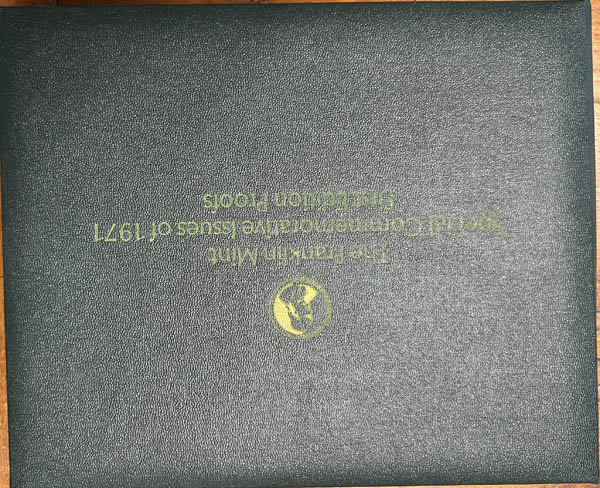 The Franklin Mint
Special Commemorative Issues of 1971
First Edition Proofs